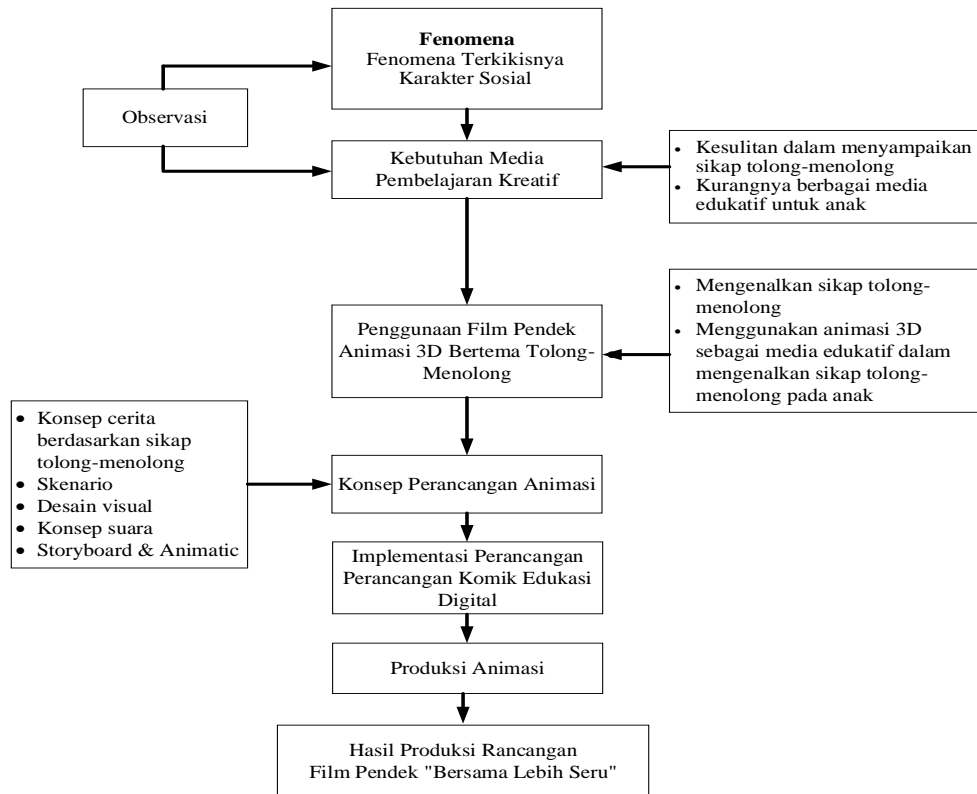 Fenomena
Fenomena Terkikisnya
Karakter Sosial
Observasi
Kebutuhan Media
Pembelajaran Kreatif
• Kesulitan dalam menyampaikan
sikap tolong-menolong
• Kurangnya berbagai media
edukatif untuk anak
Penggunaan Film Pendek
Animasi 3D Bertema Tolong-
Menolong
• Mengenalkan sikap tolong-
menolong
• Menggunakan animasi 3D
sebagai media edukatif dalam
mengenalkan sikap tolong-
menolong pada anak
• Konsep cerita
berdasarkan sikap
tolong-menolong
• Skenario
• Desain visual
• Konsep suara
• Storyboard & Animatic
Konsep Perancangan Animasi
Implementasi Perancangan
Perancangan Komik Edukasi
Digital
Produksi Animasi
Hasil Produksi Rancangan
Film Pendek "Bersama Lebih Seru"